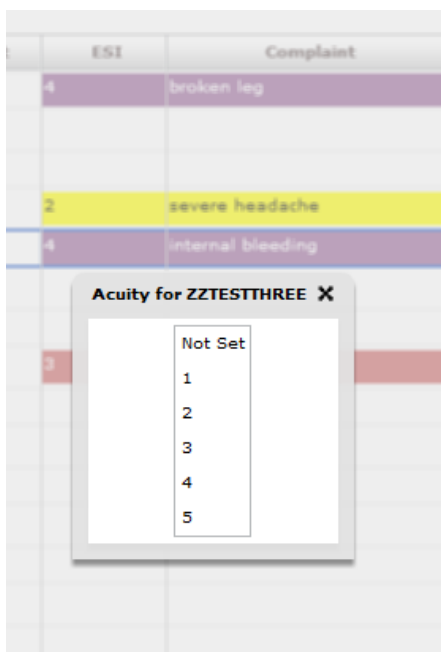 ESI Complaint
4 broken leg
2 severe headache
4 internal bleeding
Acuity for ZZTESTTHREE X
Not Set
1
2
3
3
4
5